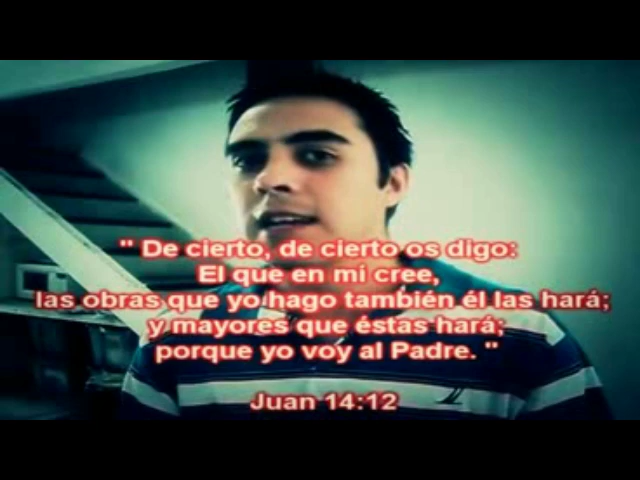 " De cierto, de cierto os digo:
El que en mí cree,
las obras que yo hago también él las hará;
y mayores que éstas hará;
porque yo voy al Padre. "
Juan 14:12